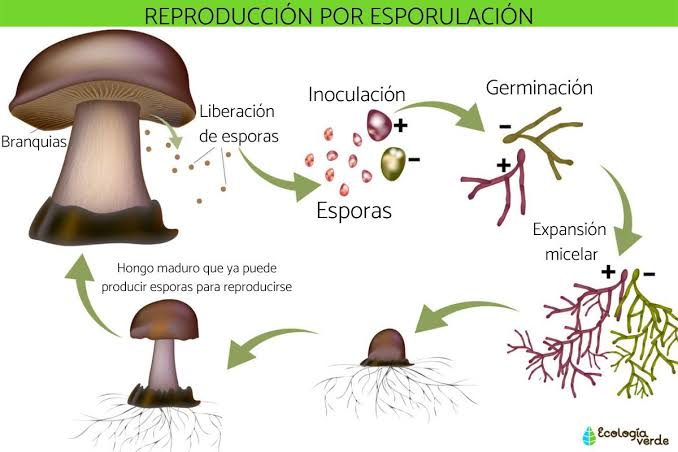 REPRODUCCIÓN POR ESPORULACIÓN
Branquias
Liberación
de esporas
Inoculación
+
-
Esporas
Germinación
-
+
Expansión
micelar
+ -
Hongo maduro que ya puede
producir esporas para reproducirse
Ecología
verde